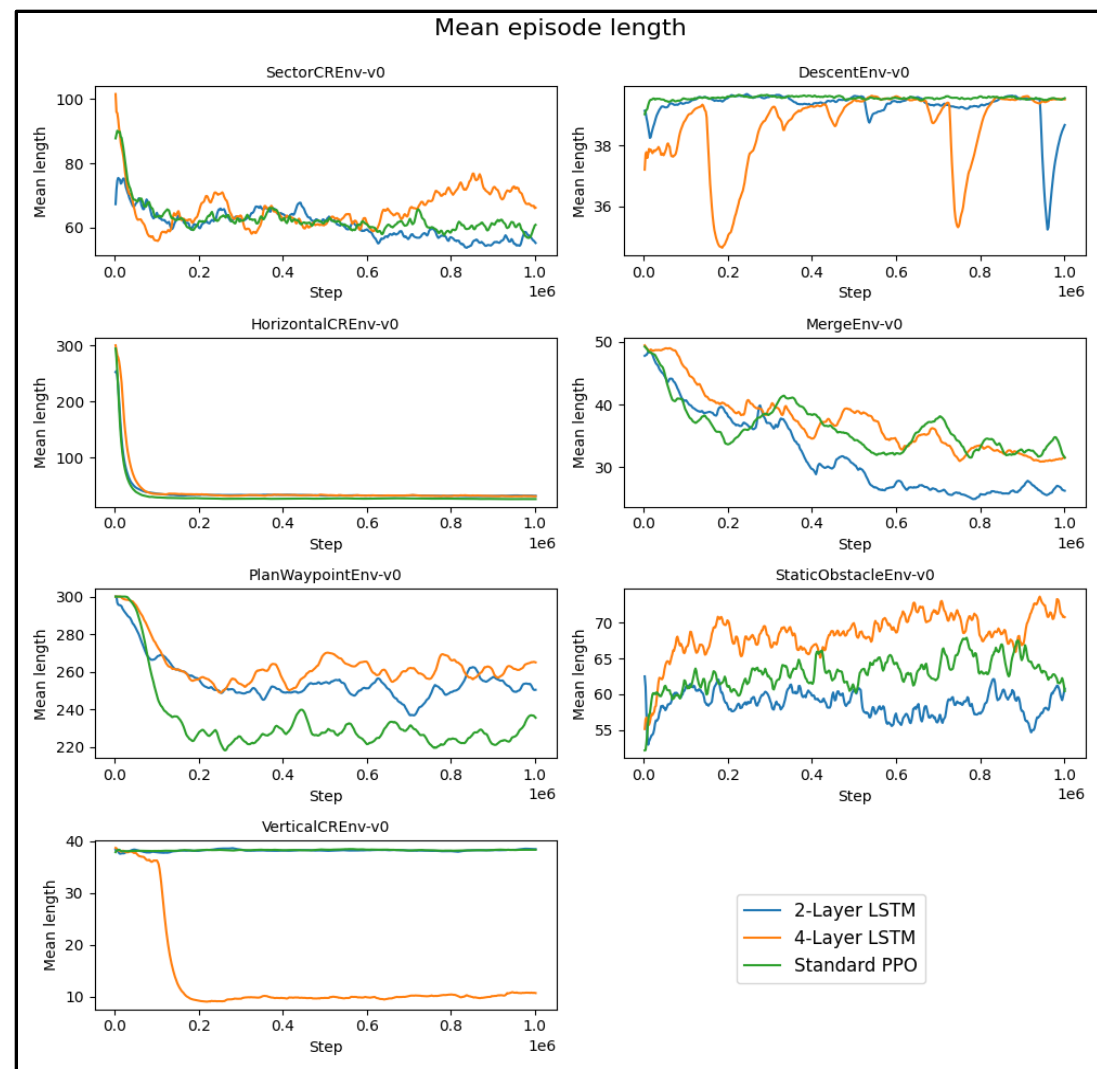 Mean episode length
SectorCREnv-v0
Mean length
100
80
60
0.0 0.2 0.4 0.6 0.8 1.0
Step
1e6
DescentEnv-v0
Mean length
38
36
0.0 0.2 0.4 0.6 0.8 1.0
Step
1e6
HorizontalCREnv-v0
Mean length
300
200
100
0.0 0.2 0.4 0.6 0.8 1.0
Step
1e6
MergeEnv-v0
Mean length
50
40
30
0.0 0.2 0.4 0.6 0.8 1.0
Step
1e6
PlanWaypointEnv-v0
Mean length
300
280
260
240
220
0.0 0.2 0.4 0.6 0.8 1.0
Step
1e6
StaticObstacleEnv-v0
Mean length
70
65
60
55
0.0 0.2 0.4 0.6 0.8 1.0
Step
1e6
VerticalCREnv-v0
Mean length
40
30
20
10
0.0 0.2 0.4 0.6 0.8 1.0
Step
1e6
2-Layer LSTM
4-Layer LSTM
Standard PPO